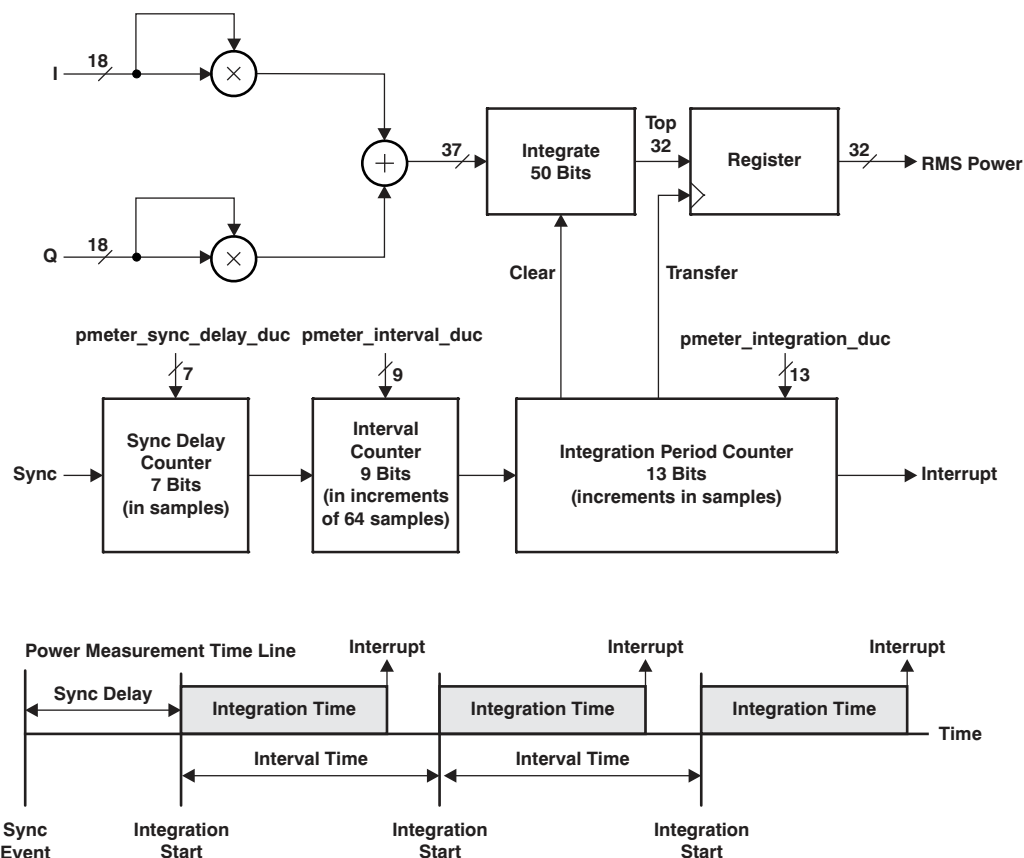 I
18
×
Q
18
×
+
37
Integrate
50 Bits
Top
32
Register
32
RMS Power
Clear
Transfer
pmeter_sync_delay_duc
7
pmeter_interval_duc
9
pmeter_integration_duc
13
Sync
Sync Delay
Counter
7 Bits
(in samples)
Interval
Counter
9 Bits
(in increments
of 64 samples)
Integration Period Counter
13 Bits
(increments in samples)
Interrupt
Power Measurement Time Line
Interrupt
Interrupt
Interrupt
Sync Delay
Integration Time
Integration Time
Integration Time
Time
Interval Time
Interval Time
Sync
Event
Integration
Start
Integration
Start
Integration
Start